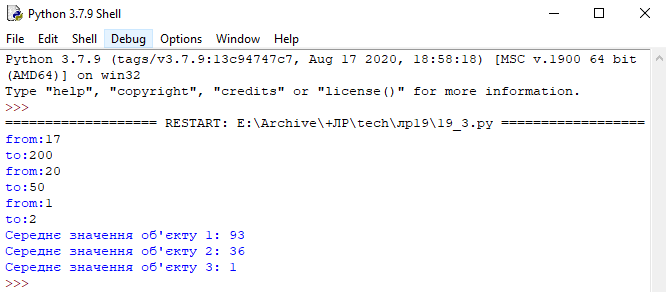 Python 3.7.9 Shell
File Edit Shell Debug Options Window Help
Python 3.7.9 (tags/v3.7.9:13c94747c7, Aug 17 2020, 18:58:18) [MSC v.1900 64 bit
(AMD64)] on win32
Type "help", "copyright", "credits" or "license()" for more information.
>>>
=================== RESTART: E:\Archive\+ЛР\tech\лр19\19_3.py ==================
from:17
to:200
from:20
to:50
from:1
to:2
Середнє значення об'єкту 1: 93
Середнє значення об'єкту 2: 36
Середнє значення об'єкту 3: 1
>>>